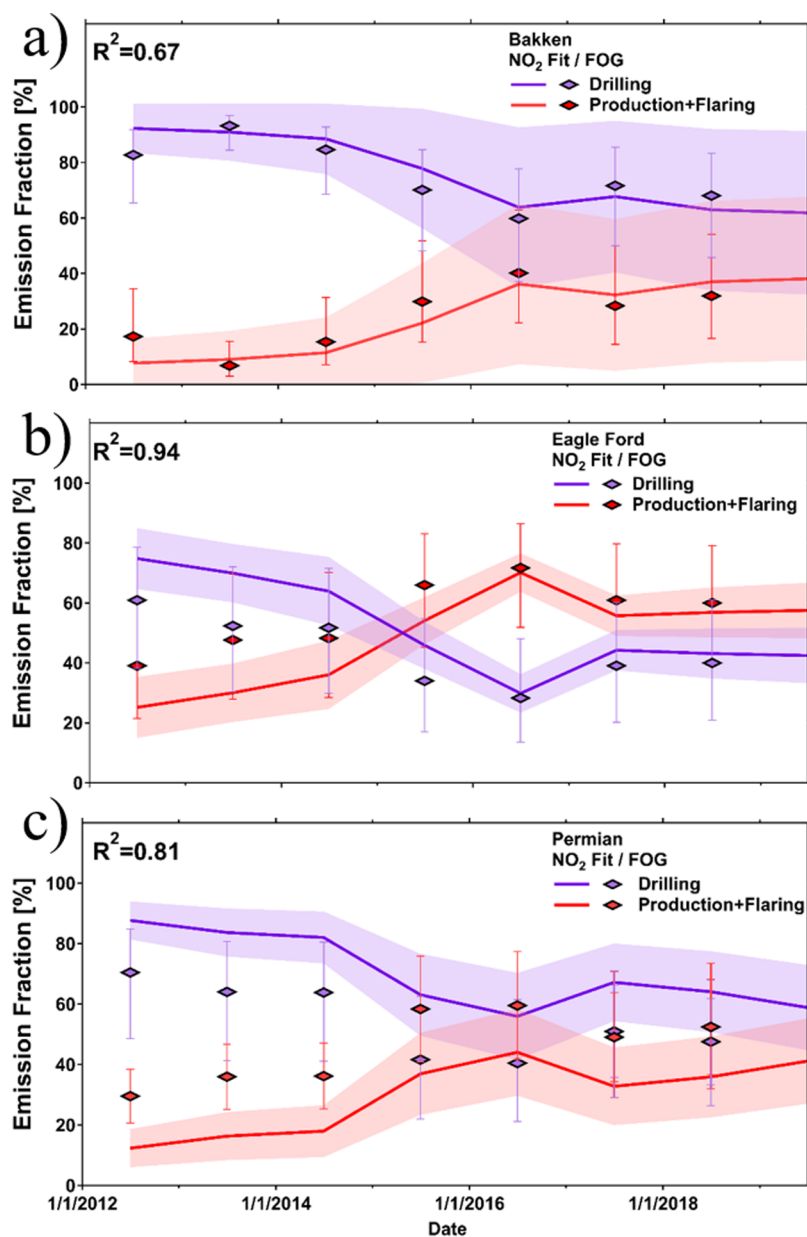 a)
R²=0.67
Bakken
NO₂ Fit / FOG
Drilling
Production+Flaring
Emission Fraction [%]
100
80
60
40
20
0
b)
R²=0.94
Eagle Ford
NO₂ Fit / FOG
Drilling
Production+Flaring
Emission Fraction [%]
100
80
60
40
20
0
c)
R²=0.81
Permian
NO₂ Fit / FOG
Drilling
Production+Flaring
Emission Fraction [%]
100
80
60
40
20
0
1/1/2012 1/1/2014 1/1/2016 1/1/2018
Date